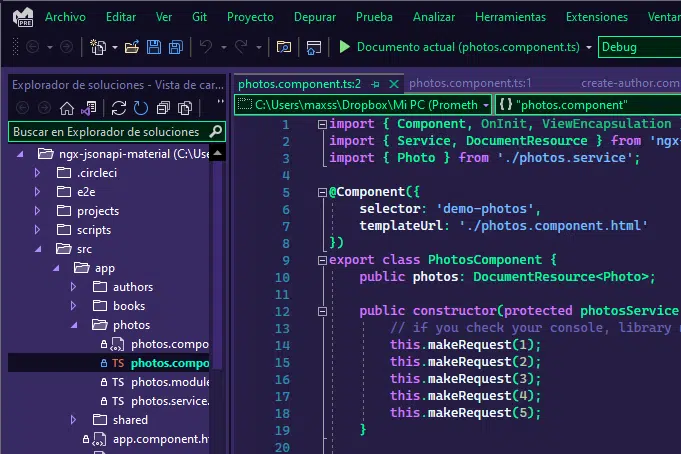 Archivo Editar Ver Git Proyecto Depurar Prueba Analizar Herramientas Extensiones Ventan
PRE
Documento actual (photos.component.ts) Debug
Explorador de soluciones - Vista de car...
photos.component.ts:2 photos.component.ts:1 create-author.com
C:\Users\maxss\Dropbox\Mi PC (Prometh {} "photos.component"
Buscar en Explorador de soluciones
ngx-jsonapi-material (C:\Use
.circleci
e2e
projects
scripts
src
app
authors
books
photos
photos.compo
TS photos.compo
TS photos.module
TS photos.service.
shared
app.component.h
1 import { Component, OnInit, ViewEncapsulation
2 import { Service, DocumentResource } from 'ngx-
3 import { Photo } from './photos.service';
4
5 @Component({
6 selector: 'demo-photos',
7 templateUrl: './photos.component.html'
8 })
9 export class PhotosComponent {
10 public photos: DocumentResource<Photo>;
11
12 public constructor(protected photosService
13 // if you check your console, library
14 this.makeRequest(1);
15 this.makeRequest(2);
16 this.makeRequest(3);
17 this.makeRequest(4);
18 this.makeRequest(5);
19 }
20